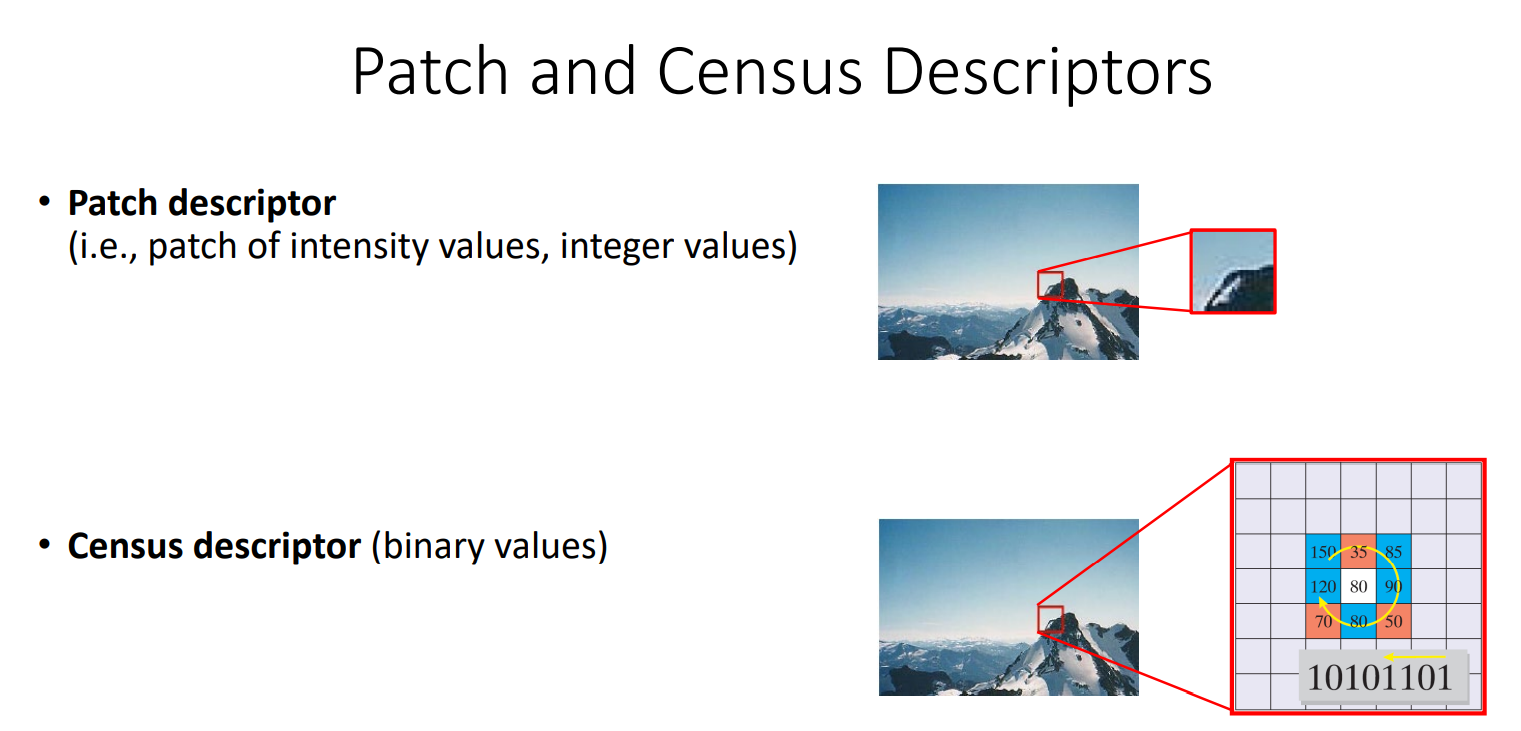 Patch and Census Descriptors
• Patch descriptor
(i.e., patch of intensity values, integer values)
• Census descriptor (binary values)
150 35 85
120 80 90
70 80 50
10101101